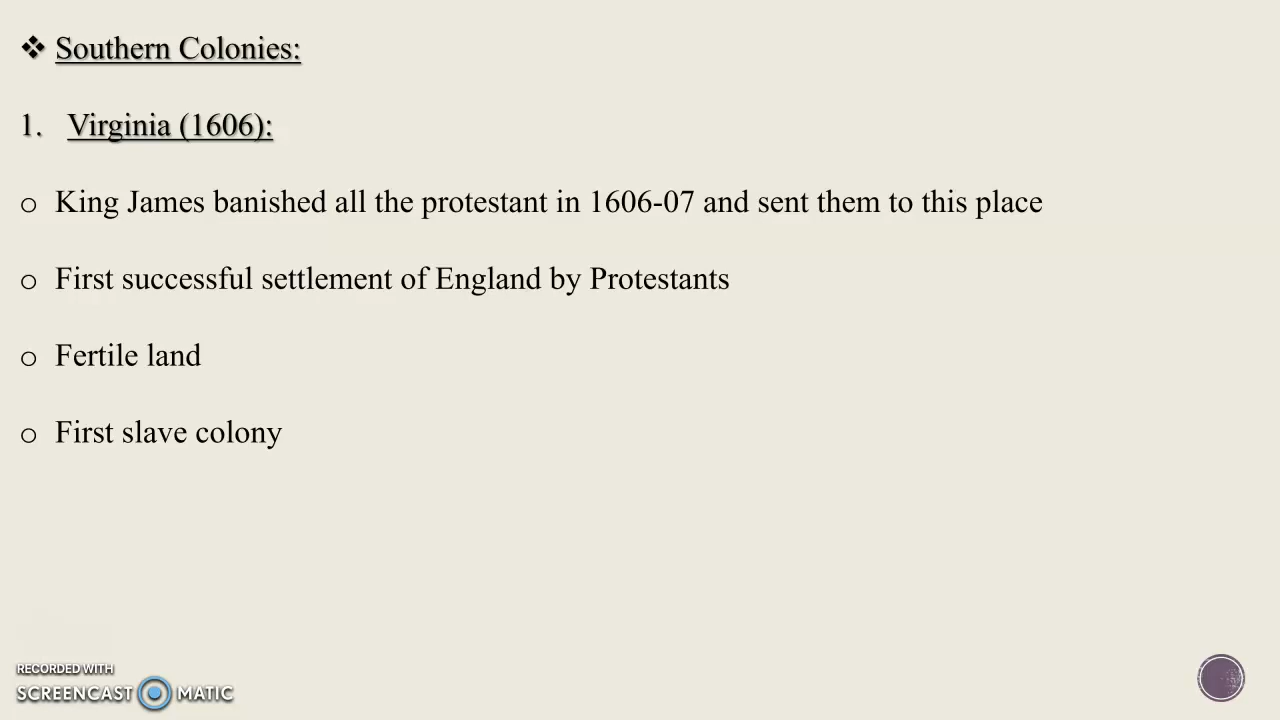 ❖ Southern Colonies:
1. Virginia (1606):
o King James banished all the protestant in 1606-07 and sent them to this place
o First successful settlement of England by Protestants
o Fertile land
o First slave colony
RECORDED WITH
SCREENCAST MATIC